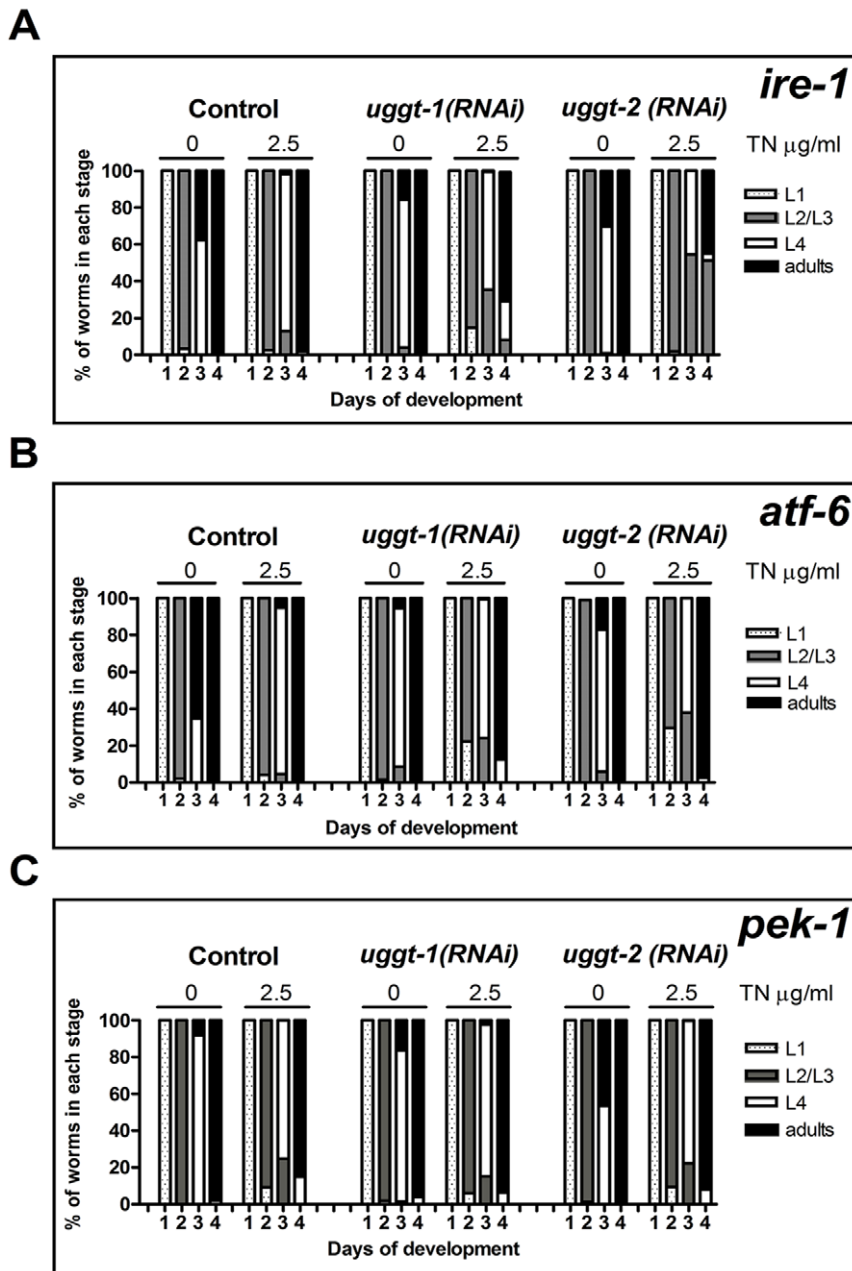 A
ire-1
Control uggt-1(RNAi) uggt-2 (RNAi)
0 2.5 0 2.5 0 2.5 TN µg/ml
100
80
60
40
20
0
% of worms in each stage
L1
L2/L3
L4
adults
1 2 3 4 1 2 3 4 1 2 3 4 1 2 3 4 1 2 3 4 1 2 3 4
Days of development
B
atf-6
Control uggt-1(RNAi) uggt-2 (RNAi)
0 2.5 0 2.5 0 2.5 TN µg/ml
100
80
60
40
20
0
% of worms in each stage
L1
L2/L3
L4
adults
1 2 3 4 1 2 3 4 1 2 3 4 1 2 3 4 1 2 3 4 1 2 3 4
Days of development
C
pek-1
Control uggt-1(RNAi) uggt-2 (RNAi)
0 2.5 0 2.5 0 2.5 TN µg/ml
100
80
60
40
20
0
% of worms in each stage
L1
L2/L3
L4
adults
1 2 3 4 1 2 3 4 1 2 3 4 1 2 3 4 1 2 3 4 1 2 3 4
Days of development